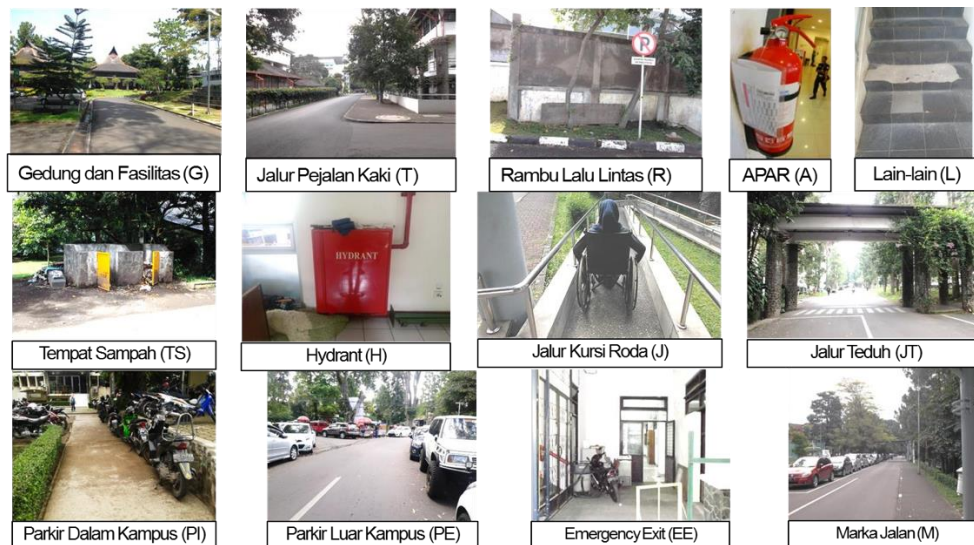 Gedung dan Fasilitas (G)
Jalur Pejalan Kaki (T)
Rambu Lalu Lintas (R)
APAR (A)
Lain-lain (L)
HYDRANT
Tempat Sampah (TS)
Hydrant (H)
Jalur Kursi Roda (J)
Jalur Teduh (JT)
Parkir Dalam Kampus (PI)
Parkir Luar Kampus (PE)
Emergency Exit (EE)
Marka Jalan (M)